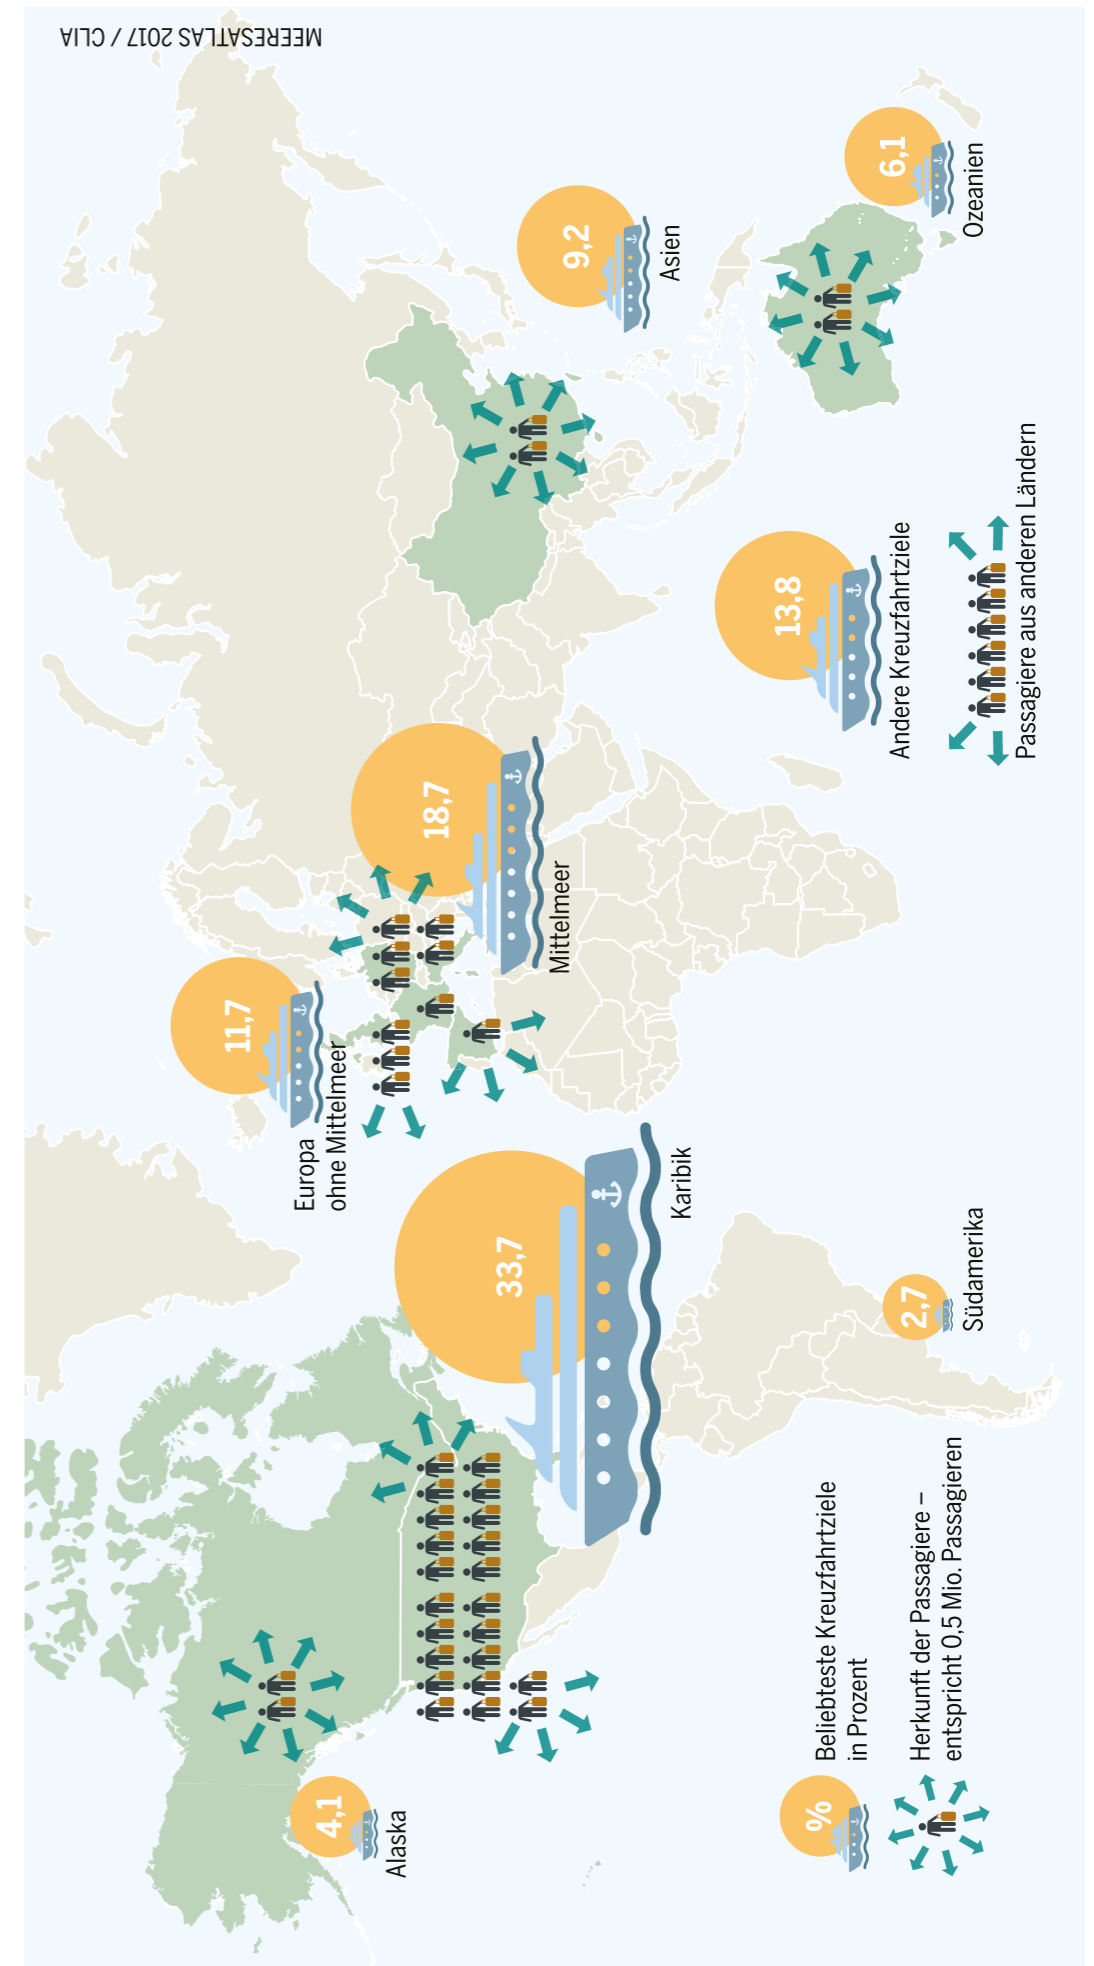 4,1
Alaska
33,7
Karibik
2,7
Südamerika
11,7
Europa
ohne Mittelmeer
18,7
Mittelmeer
9,2
Asien
6,1
Ozeanien
13,8
Andere Kreuzfahrtziele
Passagiere aus anderen Ländern
%
Beliebteste Kreuzfahrtziele
in Prozent
Herkunft der Passagiere –
entspricht 0,5 Mio. Passagieren
MEERESATLAS 2017 / CLIA